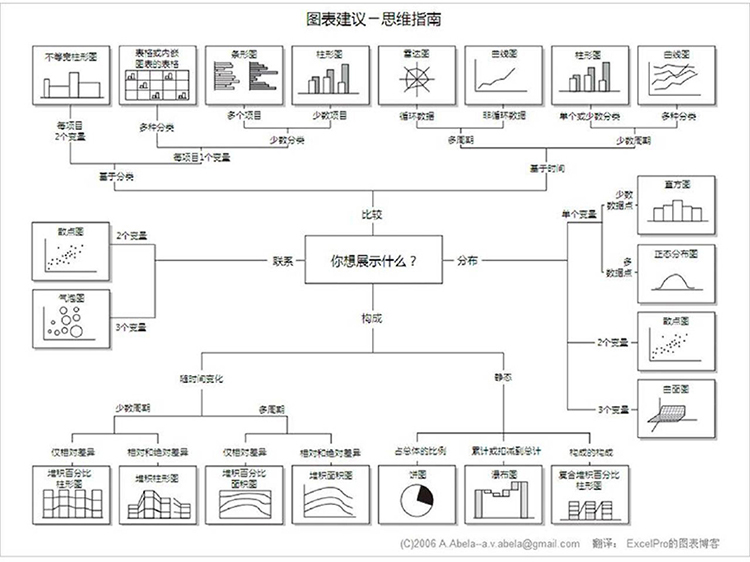 图表建议－思维指南
不等宽柱形图
表格或内嵌
图表的表格
条形图
柱形图
雷达图
曲线图
柱形图
曲线图
每项目
2个变量
多种分类
多个项目
少数项目
循环数据
非循环数据
单个或少数分类
多种分类
少数分类
多周期
少数周期
每项目1个变量
基于分类
基于时间
比较
散点图
2个变量
气泡图
3个变量
联系
你想展示什么？
分布
单个变量
少数
数据点
直方图
多
数据点
正态分布图
2个变量
散点图
3个变量
曲面图
构成
随时间变化
静态
少数周期
多周期
仅相对差异
相对和绝对差异
仅相对差异
相对和绝对差异
占总体的比例
累计或扣减到总计
构成的构成
堆积百分比
柱形图
堆积柱形图
堆积百分比
面积图
堆积面积图
饼图
瀑布图
复合堆积百分比
柱形图
(C)2006 A.Abela--a.v.abela@gmail.com 翻译： ExcelPro的图表博客